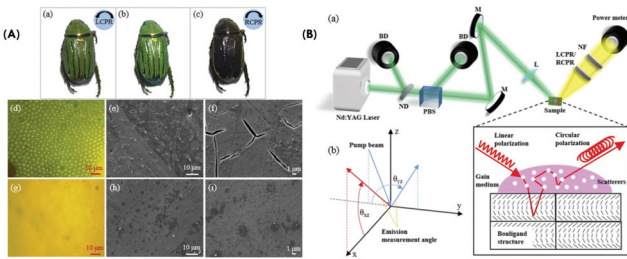 (A)
(a)
LCPR
(b)
(c)
RCPR
(d)
50 μm
(e)
10 μm
(f)
1 μm
(g)
10 μm
(h)
10 μm
(i)
1 μm
(B)
(a)
BD
BD
M
M
L
LCPR/
RCPR
NF
Power meter
Nd:YAG Laser
ND
PBS
Sample
(b)
Pump beam
z
θyz
θxz
y
x
Emission
measurement angle
Linear
polarization
Circular
polarization
Gain
medium
Scatterers
Bouligand
structure